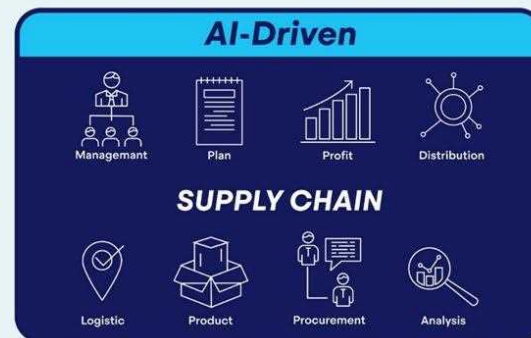 AI-Driven
Managemant Plan Profit Distribution
SUPPLY CHAIN
Logistic Product Procurement Analysis